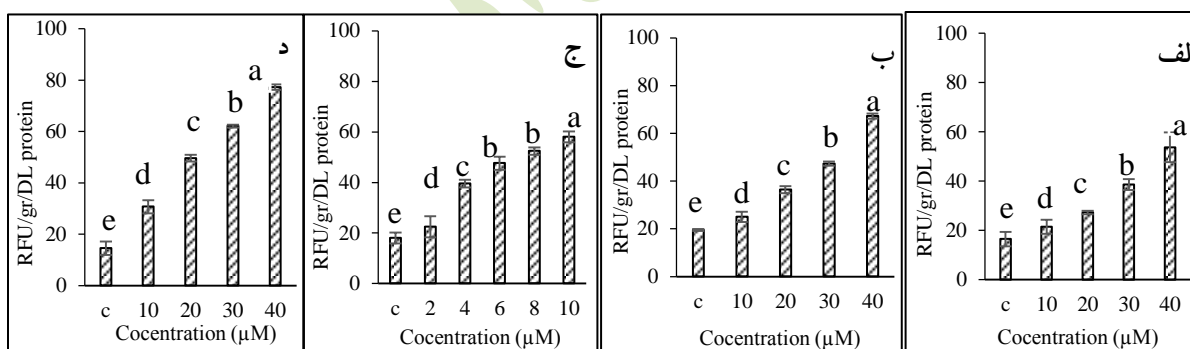 د
100
80
60
40
20
0
RFU/gr/DL protein
e d c b a
c 10 20 30 40
Cocentration (µM)
ج
100
80
60
40
20
0
RFU/gr/DL protein
e d c b b a
c 2 4 6 8 10
Cocentration (µM)
ب
100
80
60
40
20
0
RFU/gr/DL protein
e d c b a
c 10 20 30 40
Cocentration (µM)
الف
100
80
60
40
20
0
RFU/gr/DL protein
e d c b a
c 10 20 30 40
Cocentration (µM)